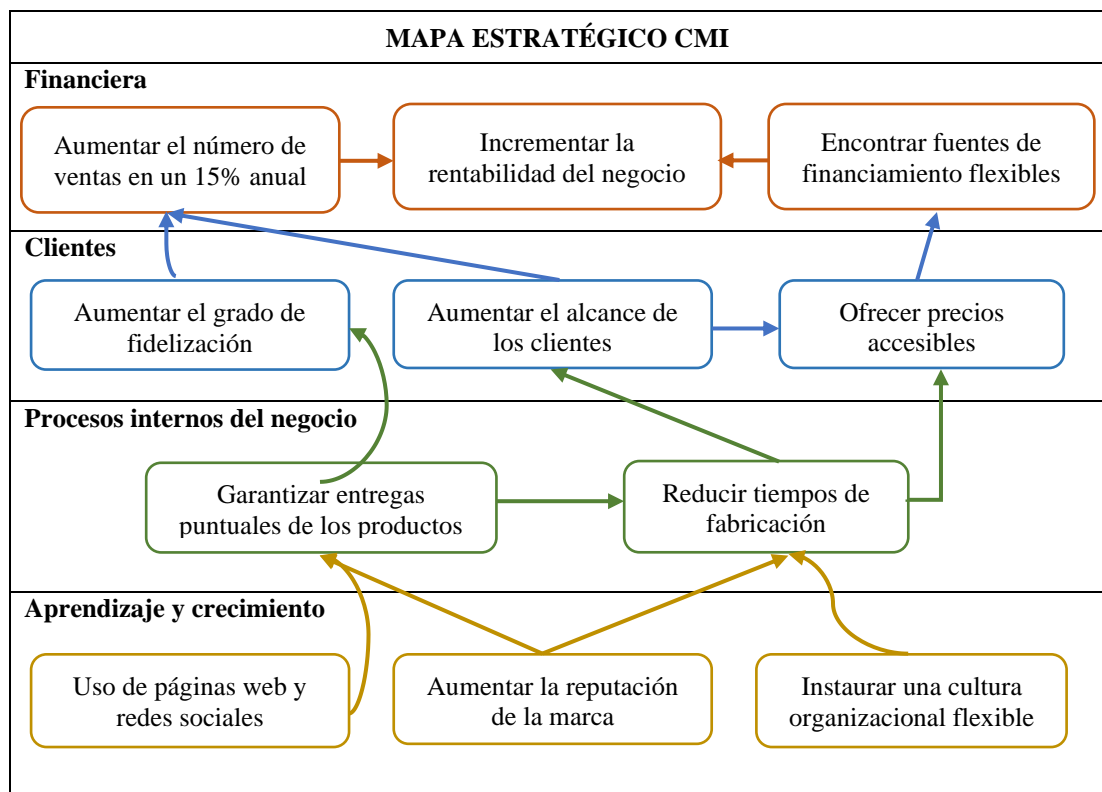 MAPA ESTRATÉGICO CMI
Financiera
Aumentar el número de
ventas en un 15% anual
Incrementar la
rentabilidad del negocio
Encontrar fuentes de
financiamiento flexibles
Clientes
Aumentar el grado de
fidelización
Aumentar el alcance de
los clientes
Ofrecer precios
accesibles
Procesos internos del negocio
Garantizar entregas
puntuales de los productos
Reducir tiempos de
fabricación
Aprendizaje y crecimiento
Uso de páginas web y
redes sociales
Aumentar la reputación
de la marca
Instaurar una cultura
organizacional flexible